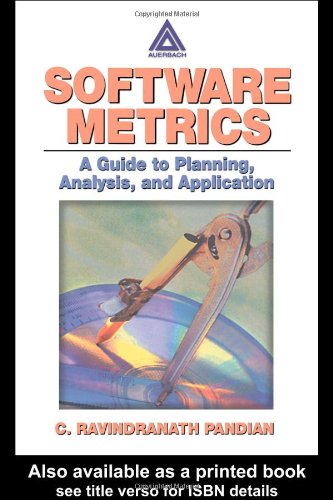 AUERBACH
SOFTWARE
METRICS
A Guide to Planning,
Analysis, and Application
C. RAVINDRANATH PANDIAN
Also available as a printed book
see title verso for ISBN details